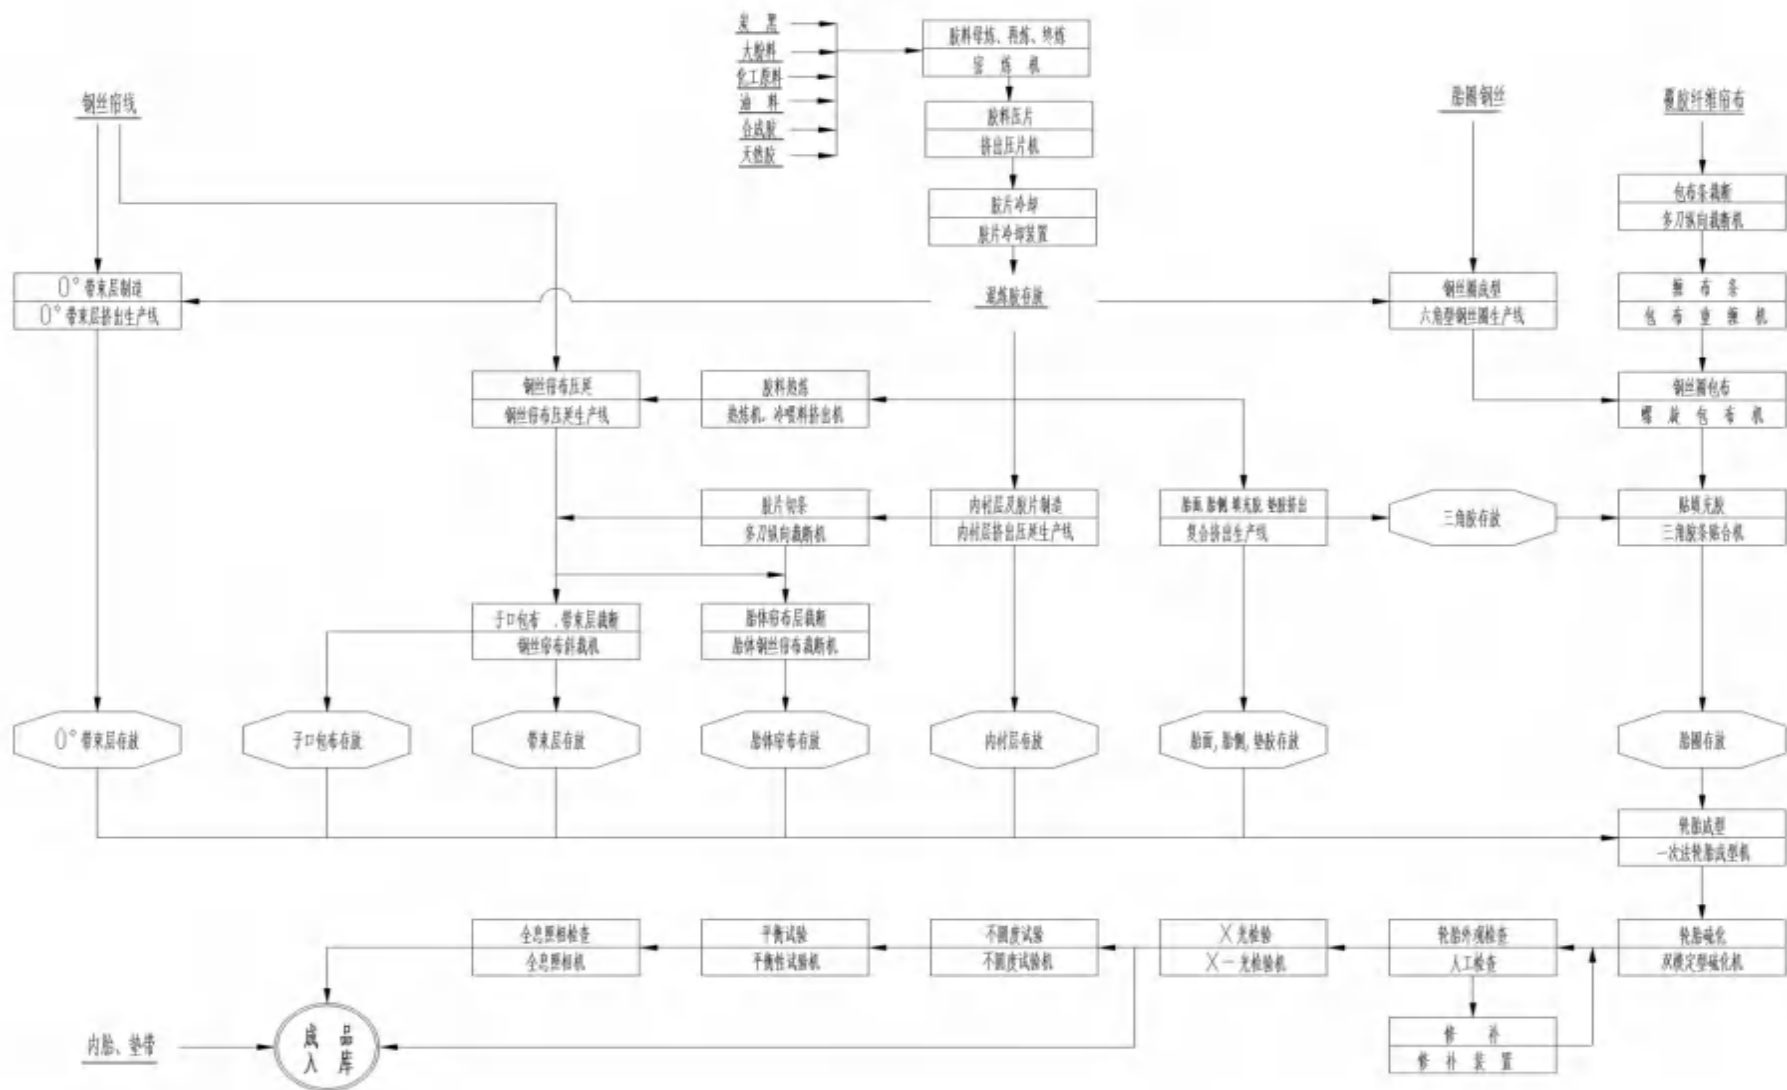 炭 黑
大粉料
化工原料
油 料
合成胶
天然胶
胶料母炼、再炼、终炼
密 炼 机
钢丝帘线
胎圈钢丝
覆胶纤维帘布
胶料压片
挤出压片机
包布条裁断
多刀纵向裁断机
胶片冷却
胶片冷却装置
0°带束层制造
0°带束层挤出生产线
混炼胶存放
钢丝圈成型
六角型钢丝圈生产线
缠 布 条
包 布 重 缠 机
钢丝帘布压延
钢丝帘布压延生产线
胶料热炼
热炼机、冷喂料挤出机
钢丝圈包布
螺 旋 包 布 机
胶片切条
多刀纵向裁断机
内衬层及胶片制造
内衬层挤出压延生产线
胎面,胎侧,填充胶,垫胶挤出
复合挤出生产线
三角胶存放
贴填充胶
三角胶条贴合机
子口包布 、带束层裁断
钢丝帘布斜裁机
胎体帘布层裁断
胎体钢丝帘布裁断机
0°带束层存放
子口包布存放
带束层存放
胎体帘布存放
内衬层存放
胎面,胎侧,垫胶存放
胎圈存放
轮胎成型
一次法轮胎成型机
全息照相检查
全息照相机
平衡试验
平衡性试验机
不圆度试验
不圆度试验机
X 光检验
X一光检验机
轮胎外观检查
人工检查
轮胎硫化
双模定型硫化机
修 补
修 补 装 置
内胎、垫带
成 品
入 库